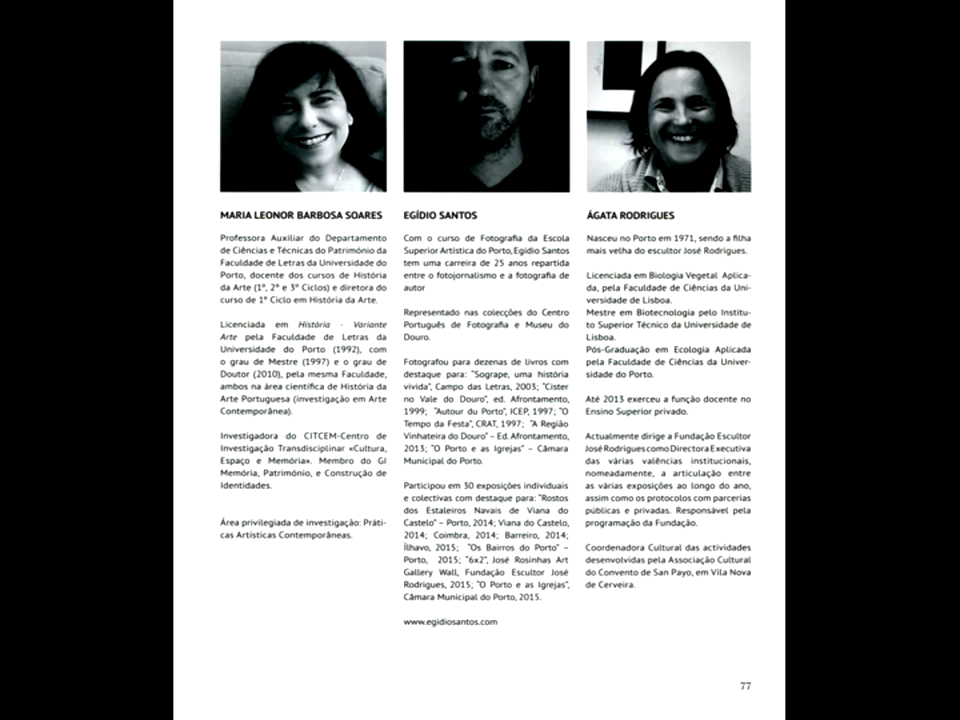 MARIA LEONOR BARBOSA SOARES
Professora Auxiliar do Departamento
de Ciências e Técnicas do Património da
Faculdade de Letras da Universidade do
Porto, docente dos cursos de História
da Arte (1º, 2º e 3º Ciclos) e diretora do
curso de 1º Ciclo em História da Arte.
Licenciada em História - Variante
Arte pela Faculdade de Letras da
Universidade do Porto (1992), com
o grau de Mestre (1997) e o grau de
Doutor (2010), pela mesma Faculdade,
ambos na área científica de História da
Arte Portuguesa (investigação em Arte
Contemporânea).
Investigadora do CITCEM-Centro de
Investigação Transdisciplinar «Cultura,
Espaço e Memória». Membro do GI
Memória, Património, e Construção de
Identidades.
Área privilegiada de investigação: Práti-
cas Artísticas Contemporâneas.
EGÍDIO SANTOS
Com o curso de Fotografia da Escola
Superior Artística do Porto, Egídio Santos
tem uma carreira de 25 anos repartida
entre o fotojornalismo e a fotografia de
autor
Representado nas colecções do Centro
Português de Fotografia e Museu do
Douro.
Fotografou para dezenas de livros com
destaque para: "Sogrape, uma história
vivida", Campo das Letras, 2003; "Cister
no Vale do Douro", ed. Afrontamento,
1999; "Autour du Porto", ICEP, 1997; "O
Tempo da Festa", CRAT, 1997; "A Região
Vinhateira do Douro" – Ed. Afrontamento,
2013; "O Porto e as Igrejas" – Câmara
Municipal do Porto.
Participou em 30 exposições individuais
e colectivas com destaque para: "Rostos
dos Estaleiros Navais de Viana do
Castelo" – Porto, 2014; Viana do Castelo,
2014; Coimbra, 2014; Barreiro, 2014;
Ílhavo, 2015; "Os Bairros do Porto" –
Porto, 2015; "6x2", José Rosinhas Art
Gallery Wall, Fundação Escultor José
Rodrigues, 2015; "O Porto e as Igrejas",
Câmara Municipal do Porto, 2015.
www.egidiosantos.com
ÁGATA RODRIGUES
Nasceu no Porto em 1971, sendo a filha
mais velha do escultor José Rodrigues.
Licenciada em Biologia Vegetal Aplica-
da, pela Faculdade de Ciências da Uni-
versidade de Lisboa.
Mestre em Biotecnologia pelo Institu-
to Superior Técnico da Universidade de
Lisboa.
Pós-Graduação em Ecologia Aplicada
pela Faculdade de Ciências da Univer-
sidade do Porto.
Até 2013 exerceu a função docente no
Ensino Superior privado.
Actualmente dirige a Fundação Escultor
José Rodrigues como Directora Executiva
das várias valências institucionais,
nomeadamente, a articulação entre
as várias exposições ao longo do ano,
assim como os protocolos com parcerias
públicas e privadas. Responsável pela
programação da Fundação.
Coordenadora Cultural das actividades
desenvolvidas pela Associação Cultural
do Convento de San Payo, em Vila Nova
de Cerveira.
77